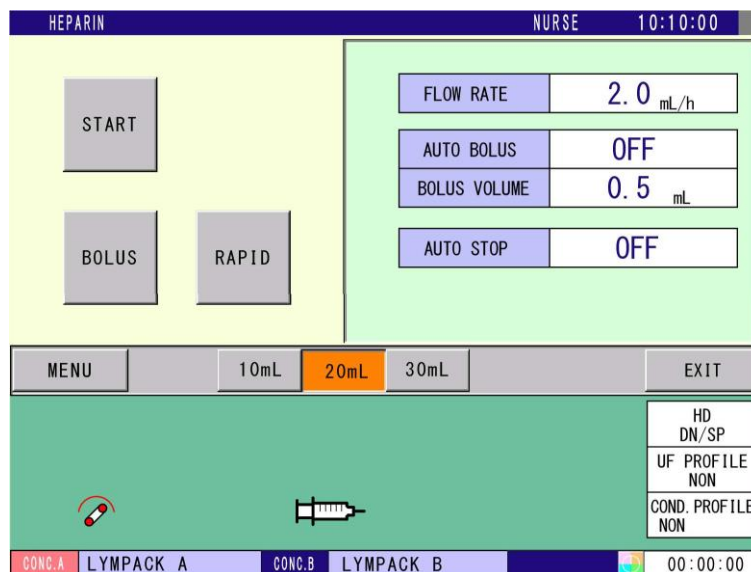 HEPARIN NURSE 10:10:00
FLOW RATE 2.0 mL/h
START
AUTO BOLUS OFF
BOLUS VOLUME 0.5 mL
BOLUS RAPID
AUTO STOP OFF
MENU 10mL 20mL 30mL EXIT
HD
DN/SP
UF PROFILE
NON
COND.PROFILE
NON
CONC.A LYMPACK A CONC.B LYMPACK B 00:00:00